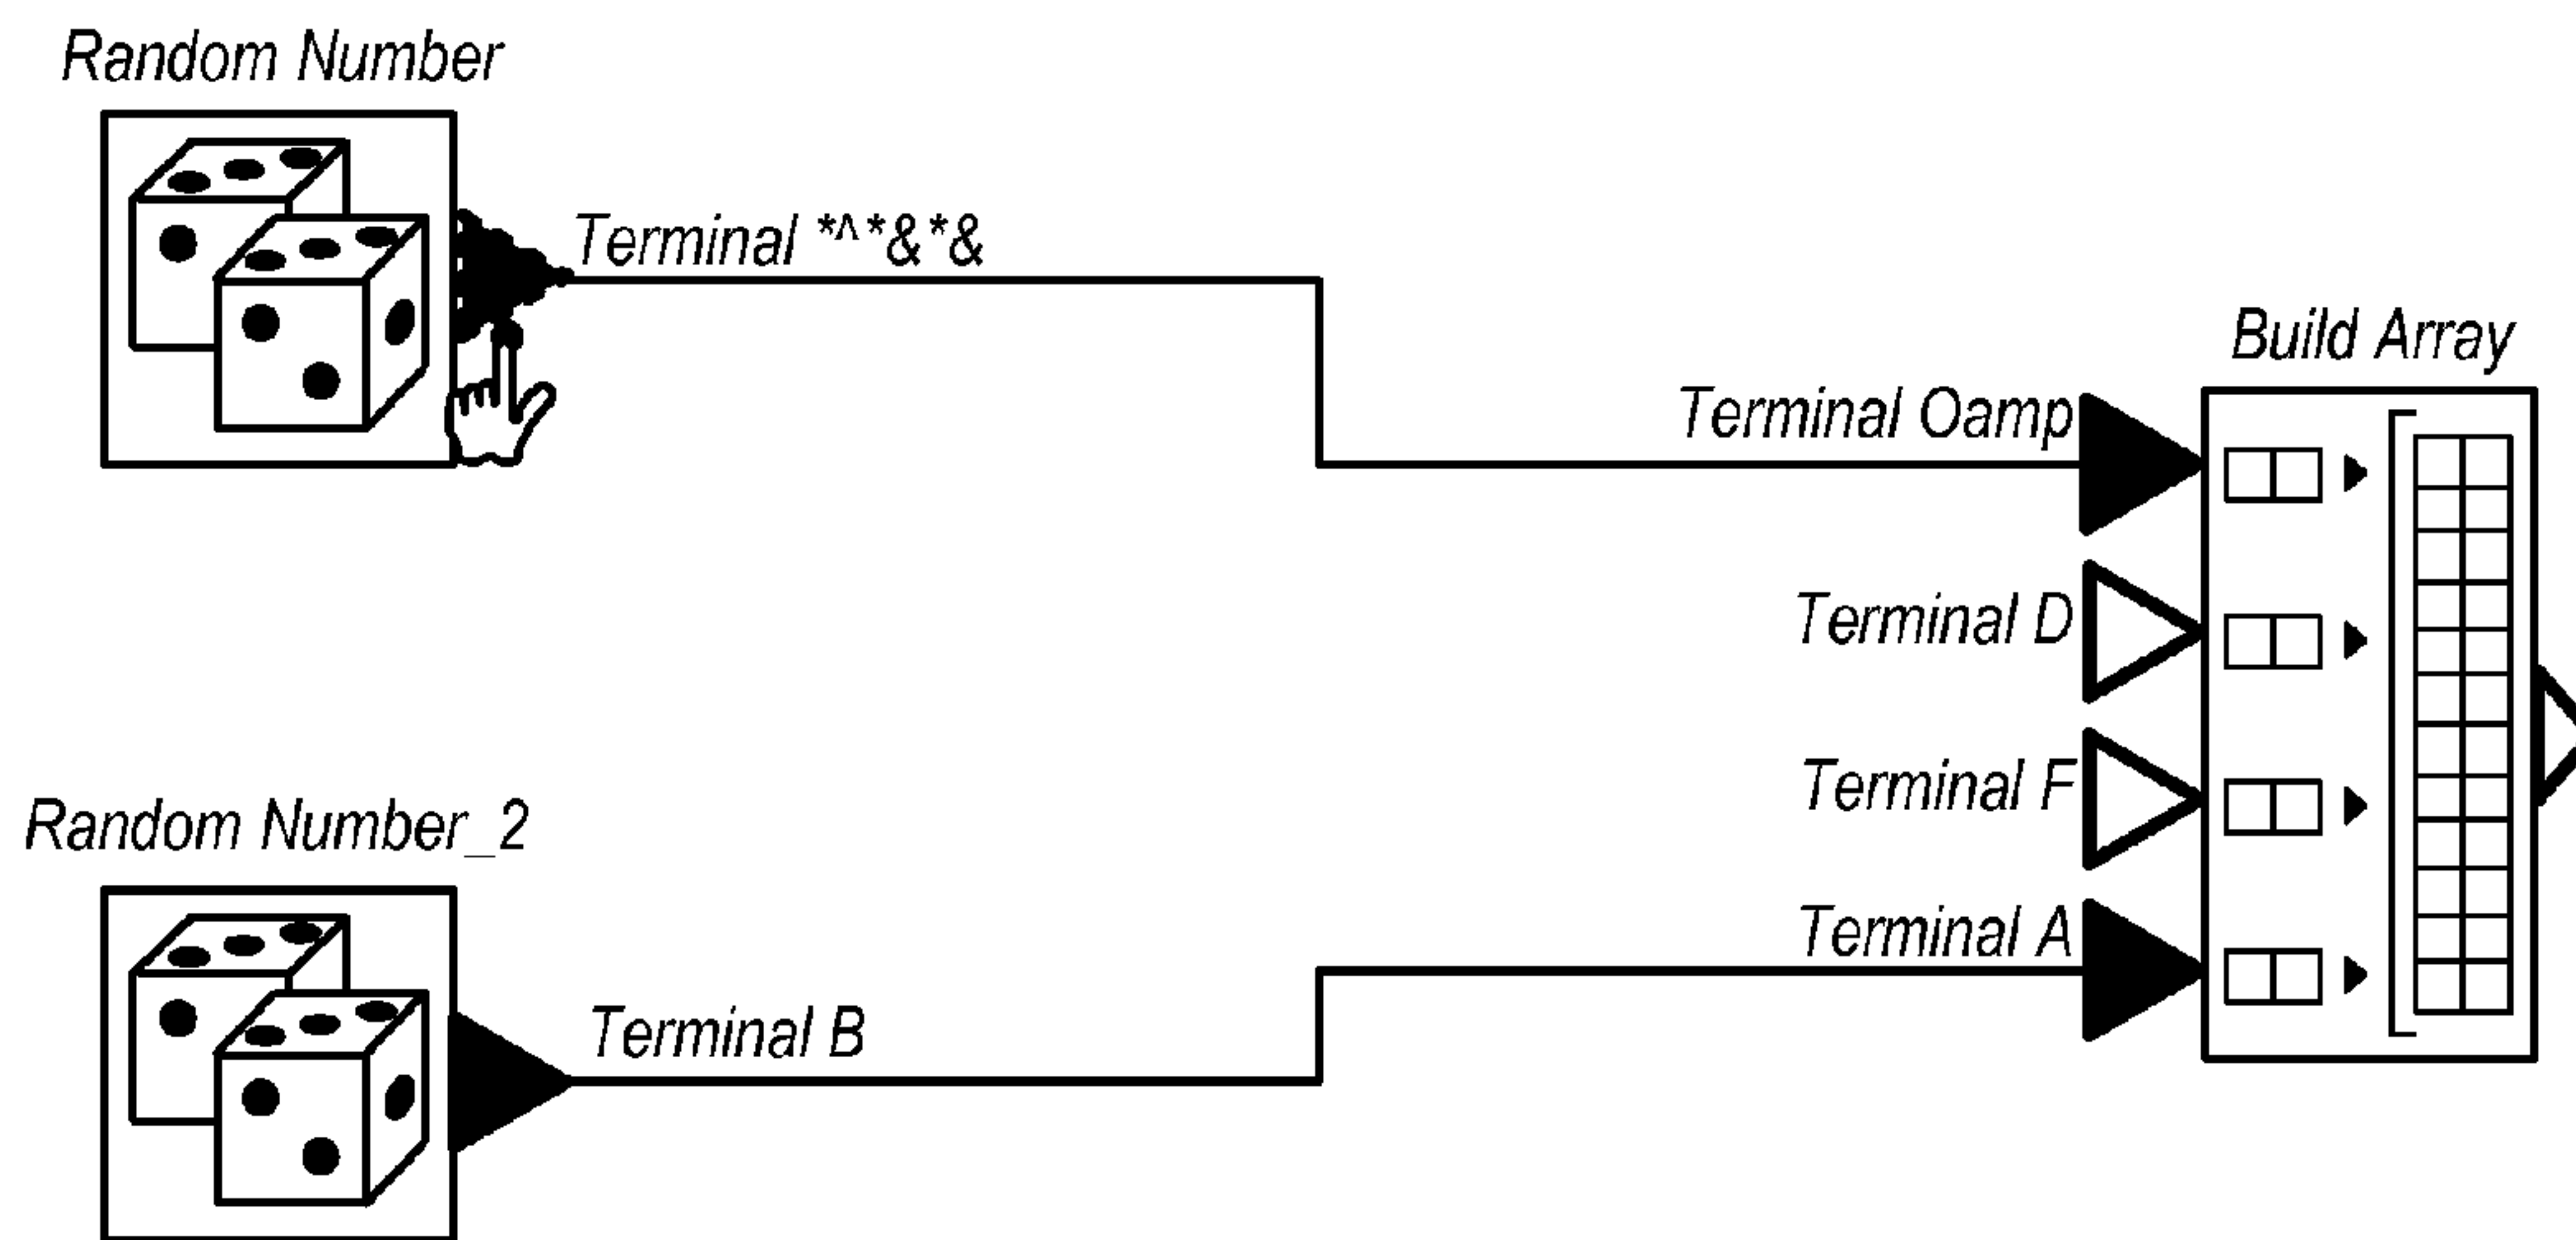 Random Number
Terminal *^*&*&
Build Array
Terminal Oamp
Terminal D
Terminal F
Random Number_2
Terminal A
Terminal B